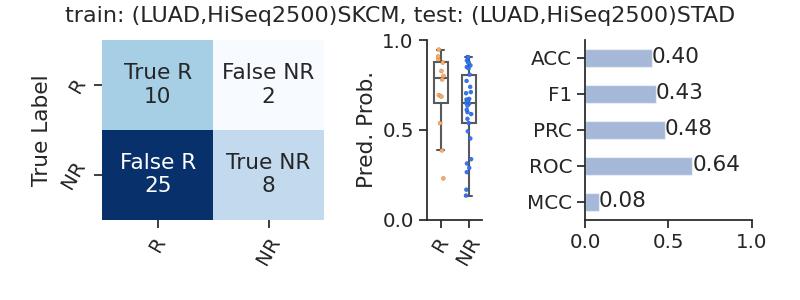 train: (LUAD,HiSeq2500)SKCM, test: (LUAD,HiSeq2500)STAD
True Label
R
NR
True R
10
False NR
2
False R
25
True NR
8
R
NR
Pred. Prob.
1.0
0.5
0.0
R
NR
ACC
0.40
F1
0.43
PRC
0.48
ROC
0.64
MCC
0.08
0.0
0.5
1.0